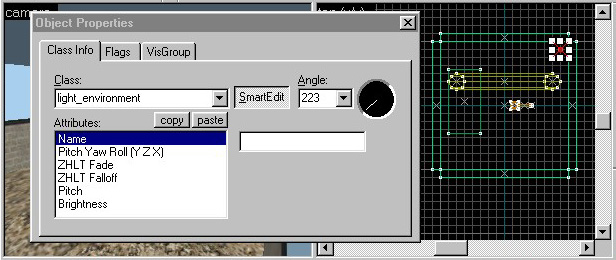 camera
Object Properties
Class Info Flags VisGroup
Class: Angle:
light_environment SmartEdit 223
Attributes: copy paste
Name
Pitch Yaw Roll (Y Z X)
ZHLT Fade
ZHLT Falloff
Pitch
Brightness